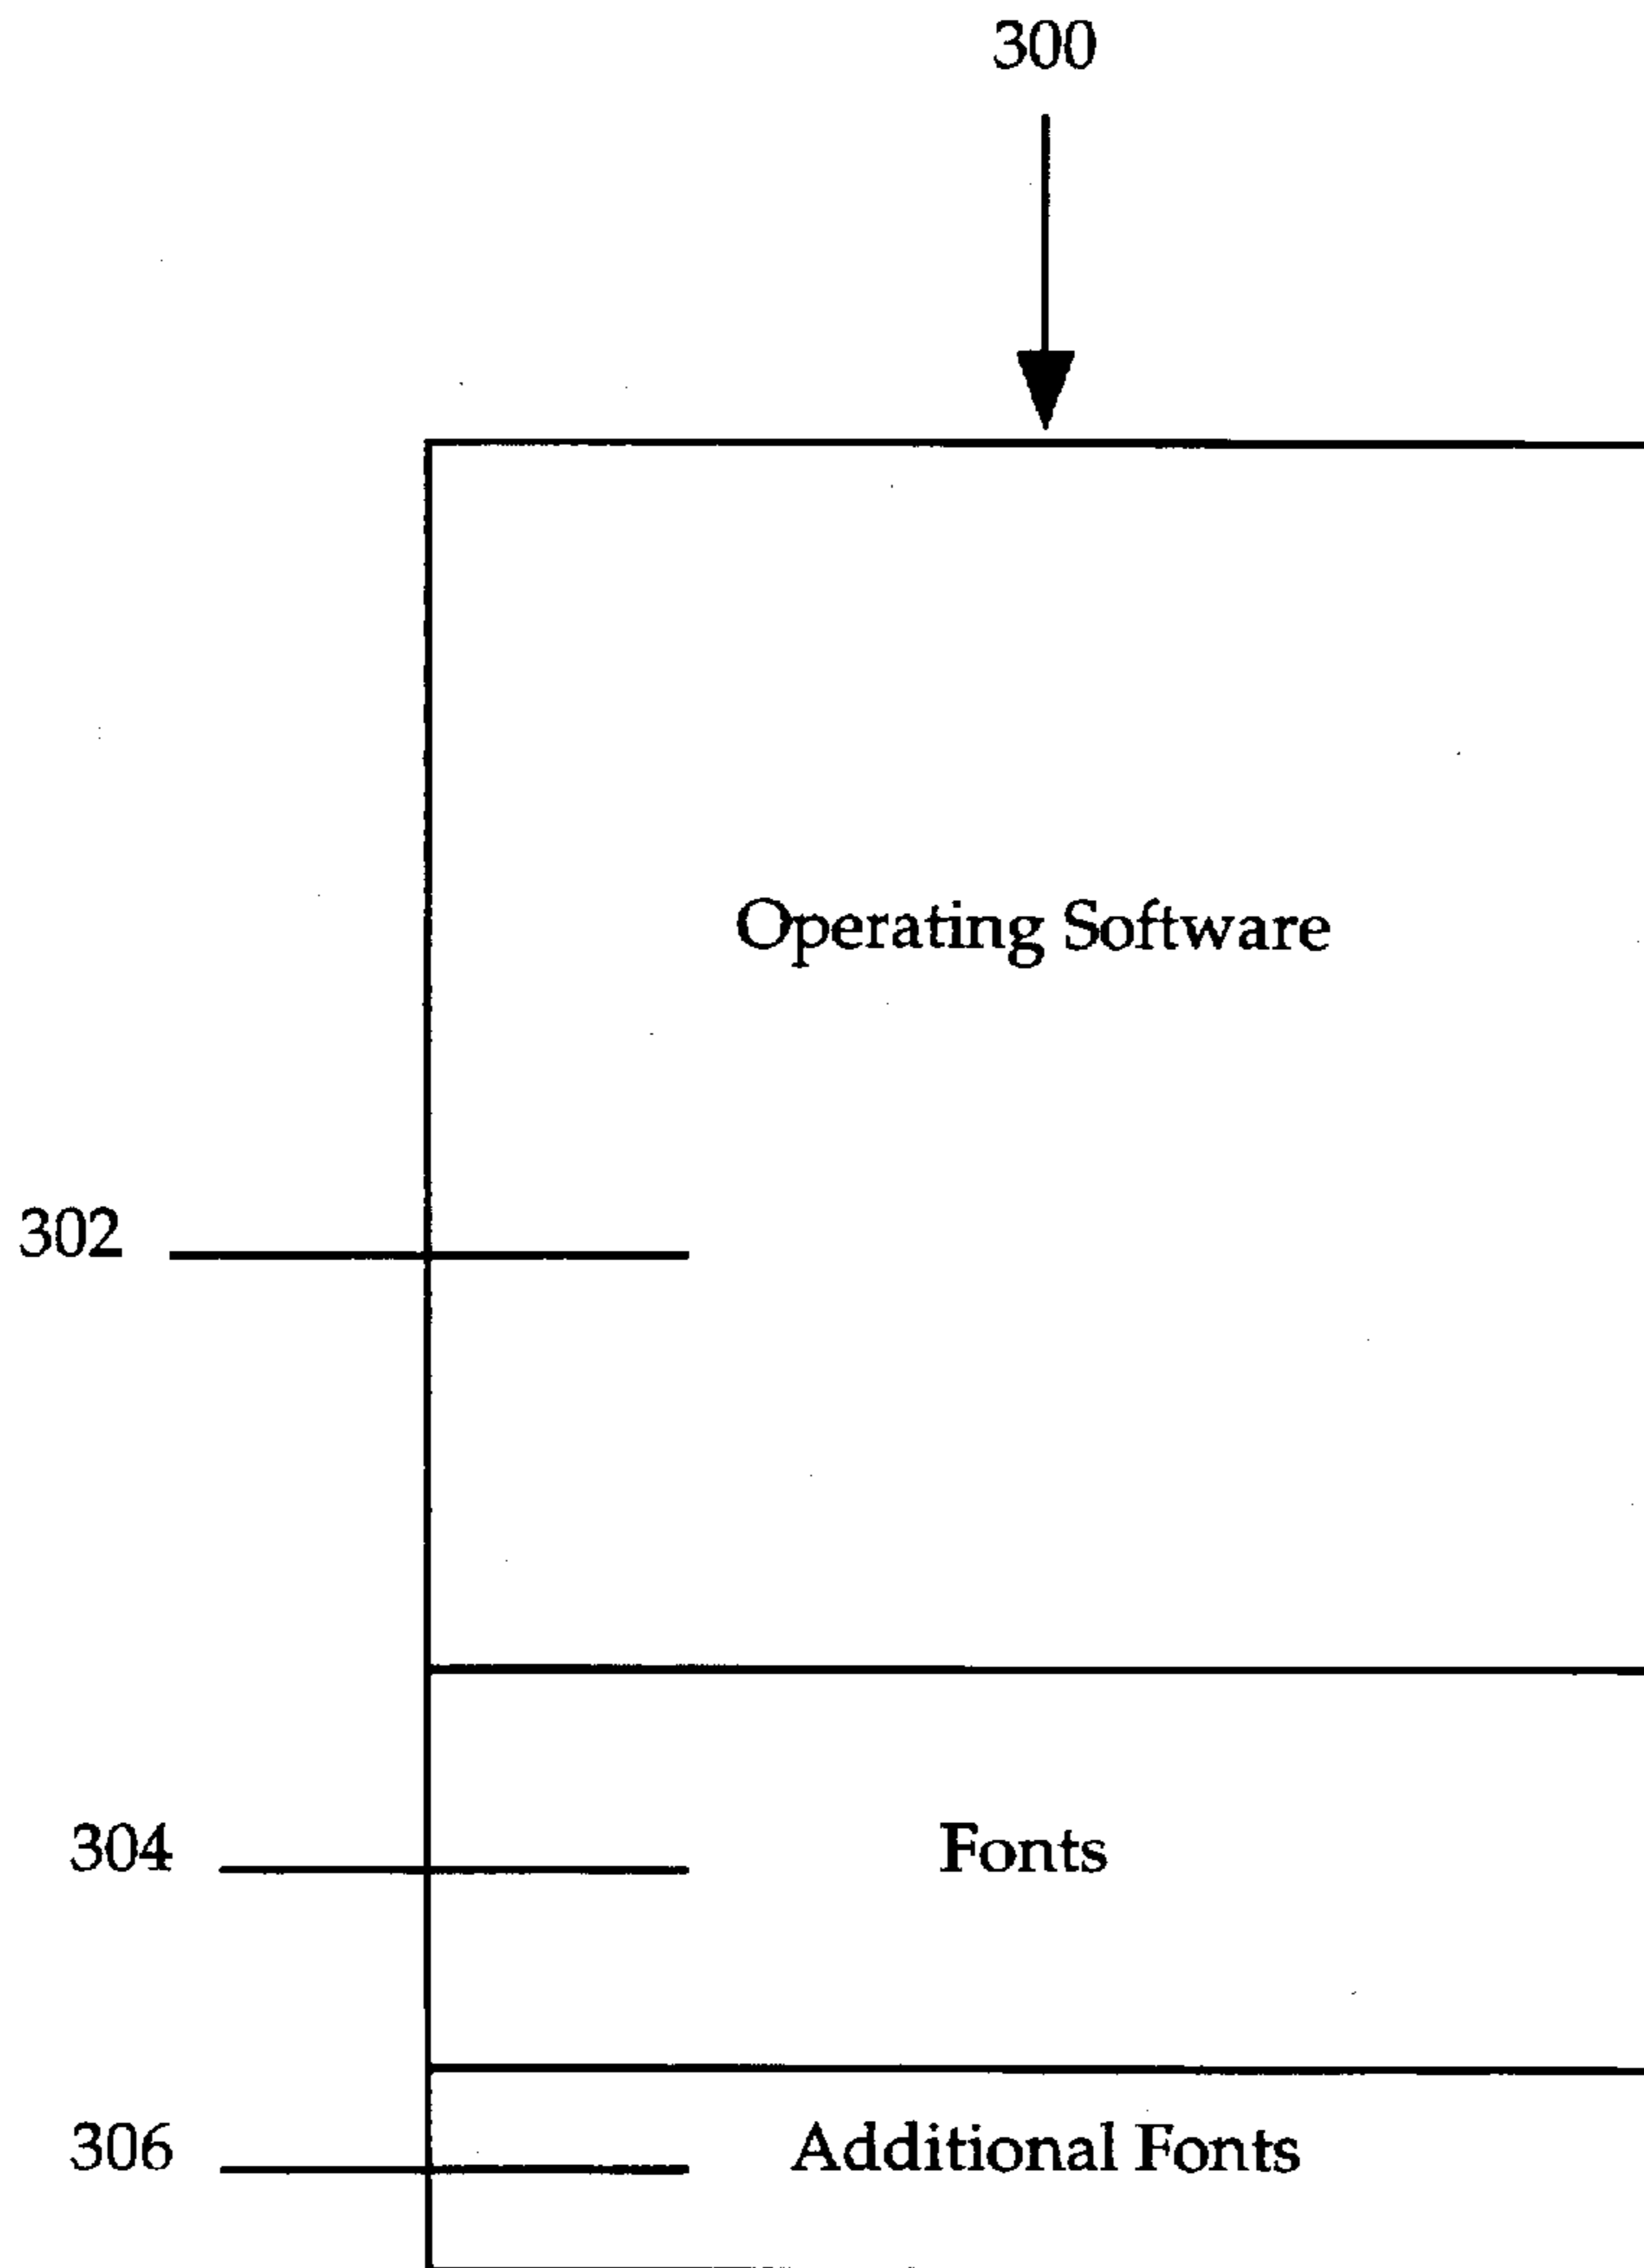 300
Operating Software
302
304 Fonts
306 Additional Fonts